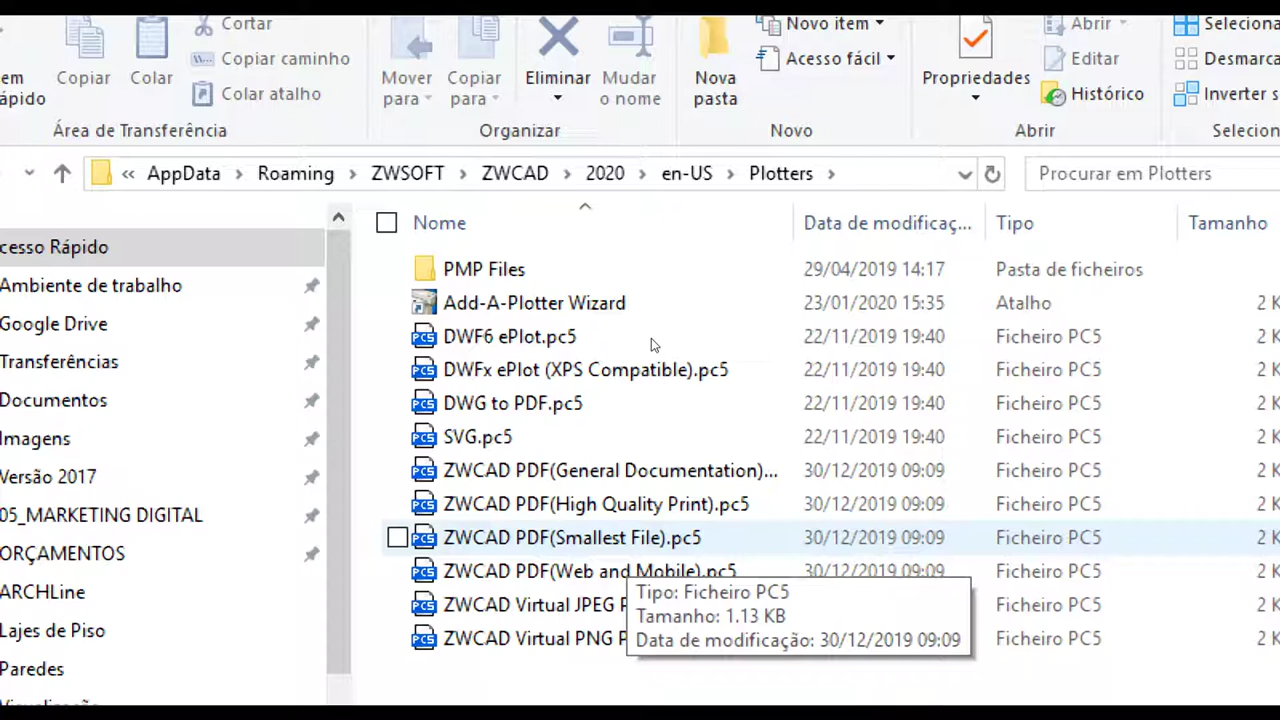 Cortar
Copiar caminho
Colar atalho
Copiar
Colar
Área de Transferência
Mover para
Copiar para
Eliminar
Mudar o nome
Organizar
Nova pasta
Novo item
Acesso fácil
Novo
Propriedades
Abrir
Editar
Histórico
Abrir
Seleciona
Desmarca
Inverter s
Selecion
em
ápido
« AppData › Roaming › ZWSOFT › ZWCAD › 2020 › en-US › Plotters ›
Procurar em Plotters
cesso Rápido
Ambiente de trabalho
Google Drive
Transferências
Documentos
Imagens
Versão 2017
05_MARKETING DIGITAL
ORÇAMENTOS
ARCHLine
Lajes de Piso
Paredes
Nome Data de modificaç... Tipo Tamanho
PMP Files 29/04/2019 14:17 Pasta de ficheiros
Add-A-Plotter Wizard 23/01/2020 15:35 Atalho 2 K
DWF6 ePlot.pc5 22/11/2019 19:40 Ficheiro PC5 2 K
DWFx ePlot (XPS Compatible).pc5 22/11/2019 19:40 Ficheiro PC5 2 K
DWG to PDF.pc5 22/11/2019 19:40 Ficheiro PC5 2 K
SVG.pc5 22/11/2019 19:40 Ficheiro PC5 2 K
ZWCAD PDF(General Documentation)... 30/12/2019 09:09 Ficheiro PC5 2 K
ZWCAD PDF(High Quality Print).pc5 30/12/2019 09:09 Ficheiro PC5 2 K
ZWCAD PDF(Smallest File).pc5 30/12/2019 09:09 Ficheiro PC5 2 K
ZWCAD PDF(Web and Mobile).pc5 30/12/2019 09:09 Ficheiro PC5 2 K
ZWCAD Virtual JPEG P Ficheiro PC5 2 K
ZWCAD Virtual PNG P Ficheiro PC5 2 K
Tipo: Ficheiro PC5
Tamanho: 1.13 KB
Data de modificação: 30/12/2019 09:09